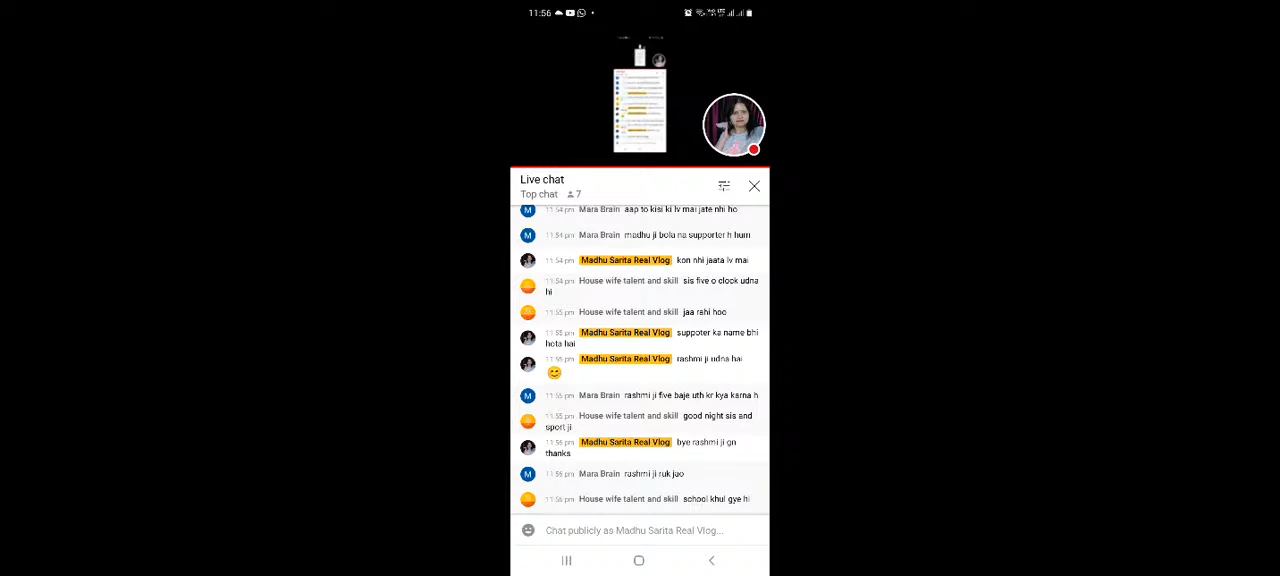 11:56
Live chat
Top chat 7
11:54 pm Mara Brain aap to kisi ki lv mai jate nhi ho
M 11:54 pm Mara Brain madhu ji bola na supporter h hum
11:54 pm Madhu Sarita Real Vlog kon nhi jaata lv mai
11:54 pm House wife talent and skill sis five o clock udna
hi
11:55 pm House wife talent and skill jaa rahi hoo
11:55 pm Madhu Sarita Real Vlog suppoter ka name bhi
hota hai
11:55 pm Madhu Sarita Real Vlog rashmi ji udna hai
😊
M 11:55 pm Mara Brain rashmi ji five baje uth kr kya karna h
11:55 pm House wife talent and skill good night sis and
sport ji
11:56 pm Madhu Sarita Real Vlog bye rashmi ji gn
thanks
M 11:56 pm Mara Brain rashmi ji ruk jao
11:56 pm House wife talent and skill school khul gye hi
Chat publicly as Madhu Sarita Real Vlog...